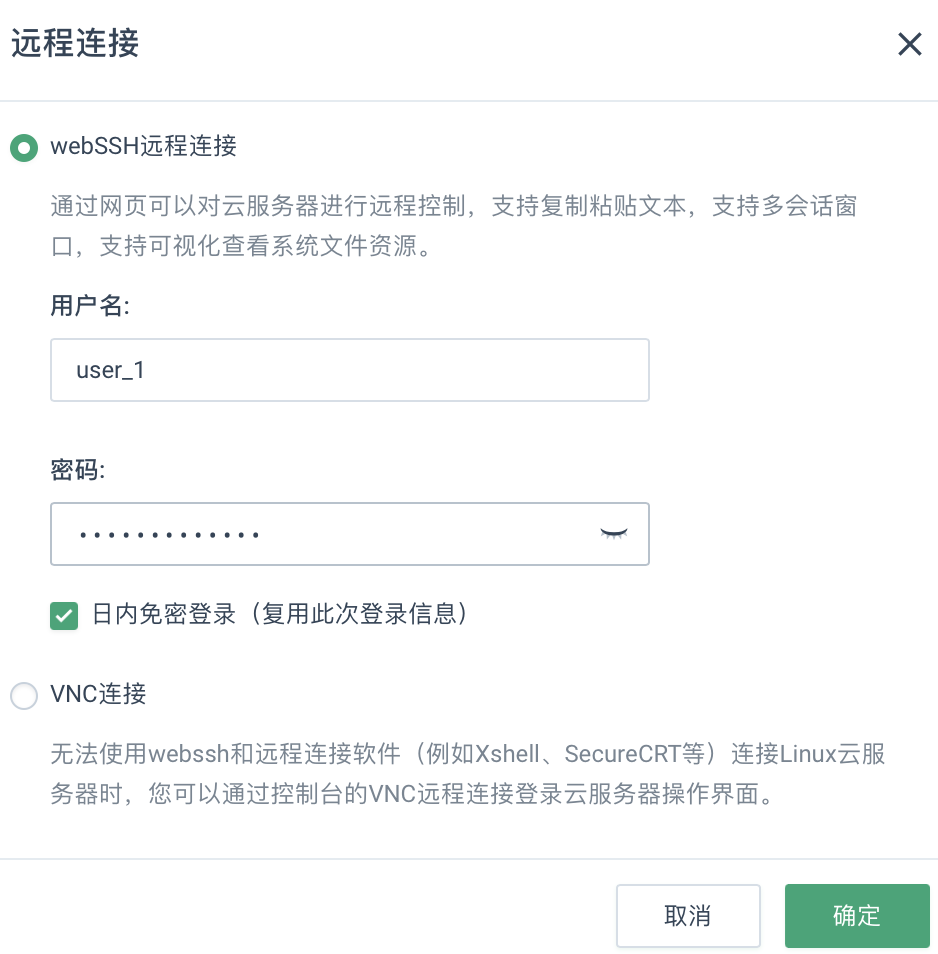 远程连接
webSSH远程连接
通过网页可以对云服务器进行远程控制，支持复制粘贴文本，支持多会话窗
口，支持可视化查看系统文件资源。
用户名:
user_1
密码:
•••••••••••••
日内免密登录（复用此次登录信息）
VNC连接
无法使用webssh和远程连接软件（例如Xshell、SecureCRT等）连接Linux云服
务器时，您可以通过控制台的VNC远程连接登录云服务器操作界面。
取消
确定